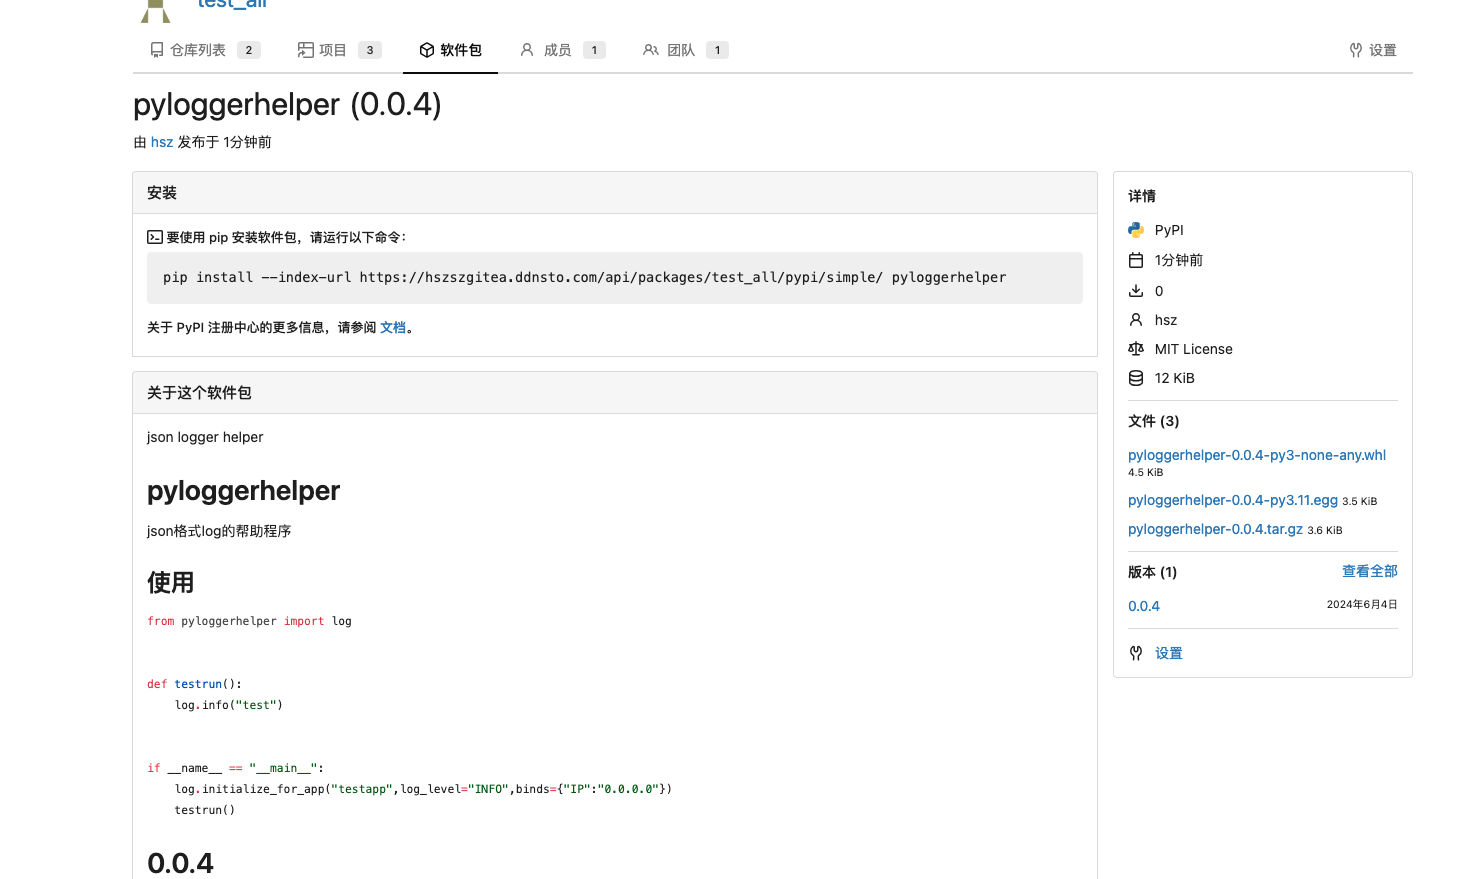 test_all
仓库列表 2 项目 3 软件包 成员 1 团队 1 设置
pyloggerhelper (0.0.4)
由 hsz 发布于 1分钟前
安装
要使用 pip 安装软件包，请运行以下命令：
pip install --index-url https://hszszgitea.ddnsto.com/api/packages/test_all/pypi/simple/ pyloggerhelper
关于 PyPI 注册中心的更多信息，请参阅 文档。
关于这个软件包
json logger helper
pyloggerhelper
json格式log的帮助程序
使用
from pyloggerhelper import log
def testrun():
    log.info("test")
if __name__ == "__main__":
    log.initialize_for_app("testapp",log_level="INFO",binds={"IP":"0.0.0.0"})
    testrun()
0.0.4
详情
PyPI
1分钟前
0
hsz
MIT License
12 KiB
文件 (3)
pyloggerhelper-0.0.4-py3-none-any.whl
4.5 KiB
pyloggerhelper-0.0.4-py3.11.egg 3.5 KiB
pyloggerhelper-0.0.4.tar.gz 3.6 KiB
版本 (1) 查看全部
0.0.4 2024年6月4日
设置